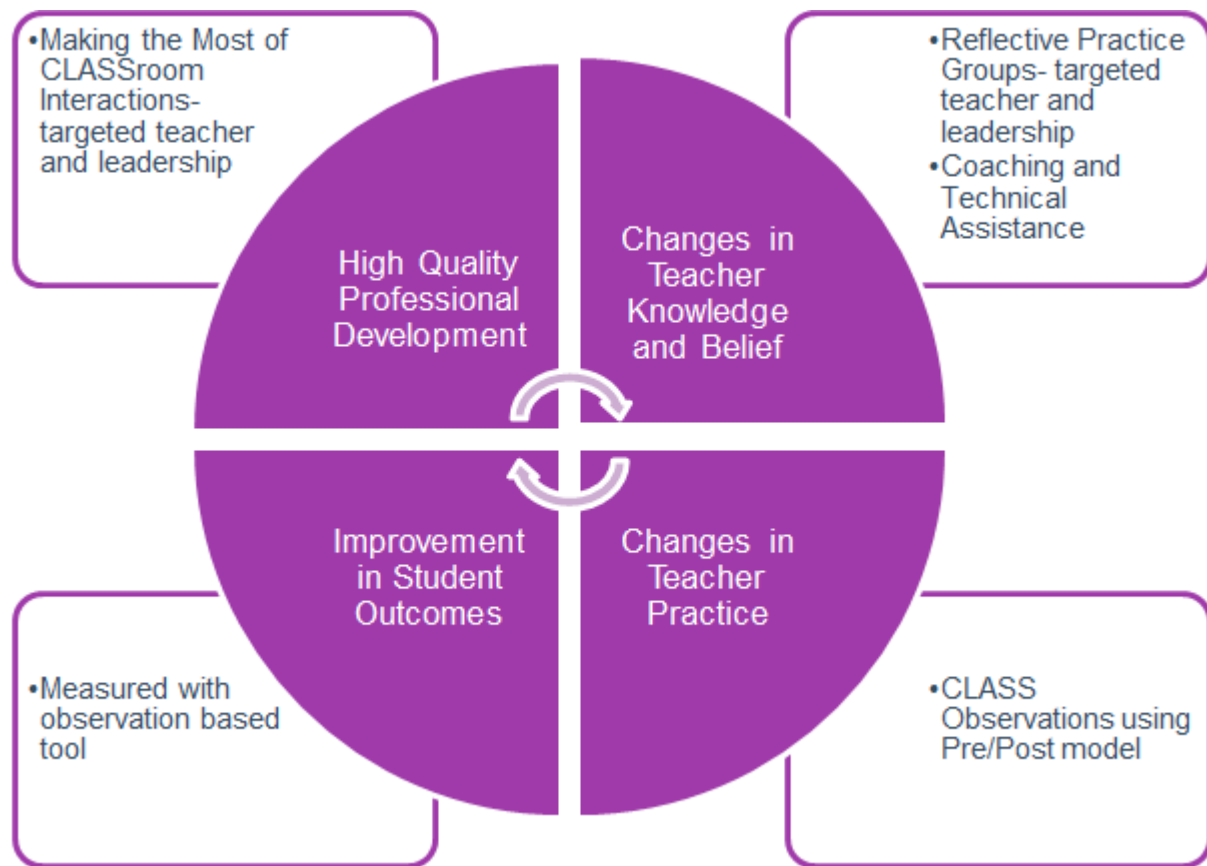 •Making the Most of
CLASSroom
Interactions-
targeted teacher
and leadership
•Reflective Practice
Groups- targeted
teacher and
leadership
•Coaching and
Technical
Assistance
High Quality
Professional
Development
Changes in
Teacher
Knowledge
and Belief
Improvement
in Student
Outcomes
Changes in
Teacher
Practice
•Measured with
observation based
tool
•CLASS
Observations using
Pre/Post model